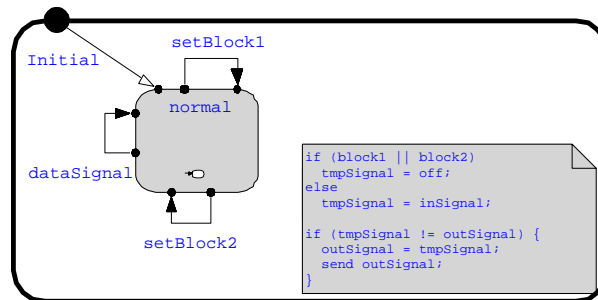 setBlock1
Initial
normal
dataSignal
setBlock2
if (block1 || block2)
  tmpSignal = off;
else
  tmpSignal = inSignal;
if (tmpSignal != outSignal) {
  outSignal = tmpSignal;
  send outSignal;
}